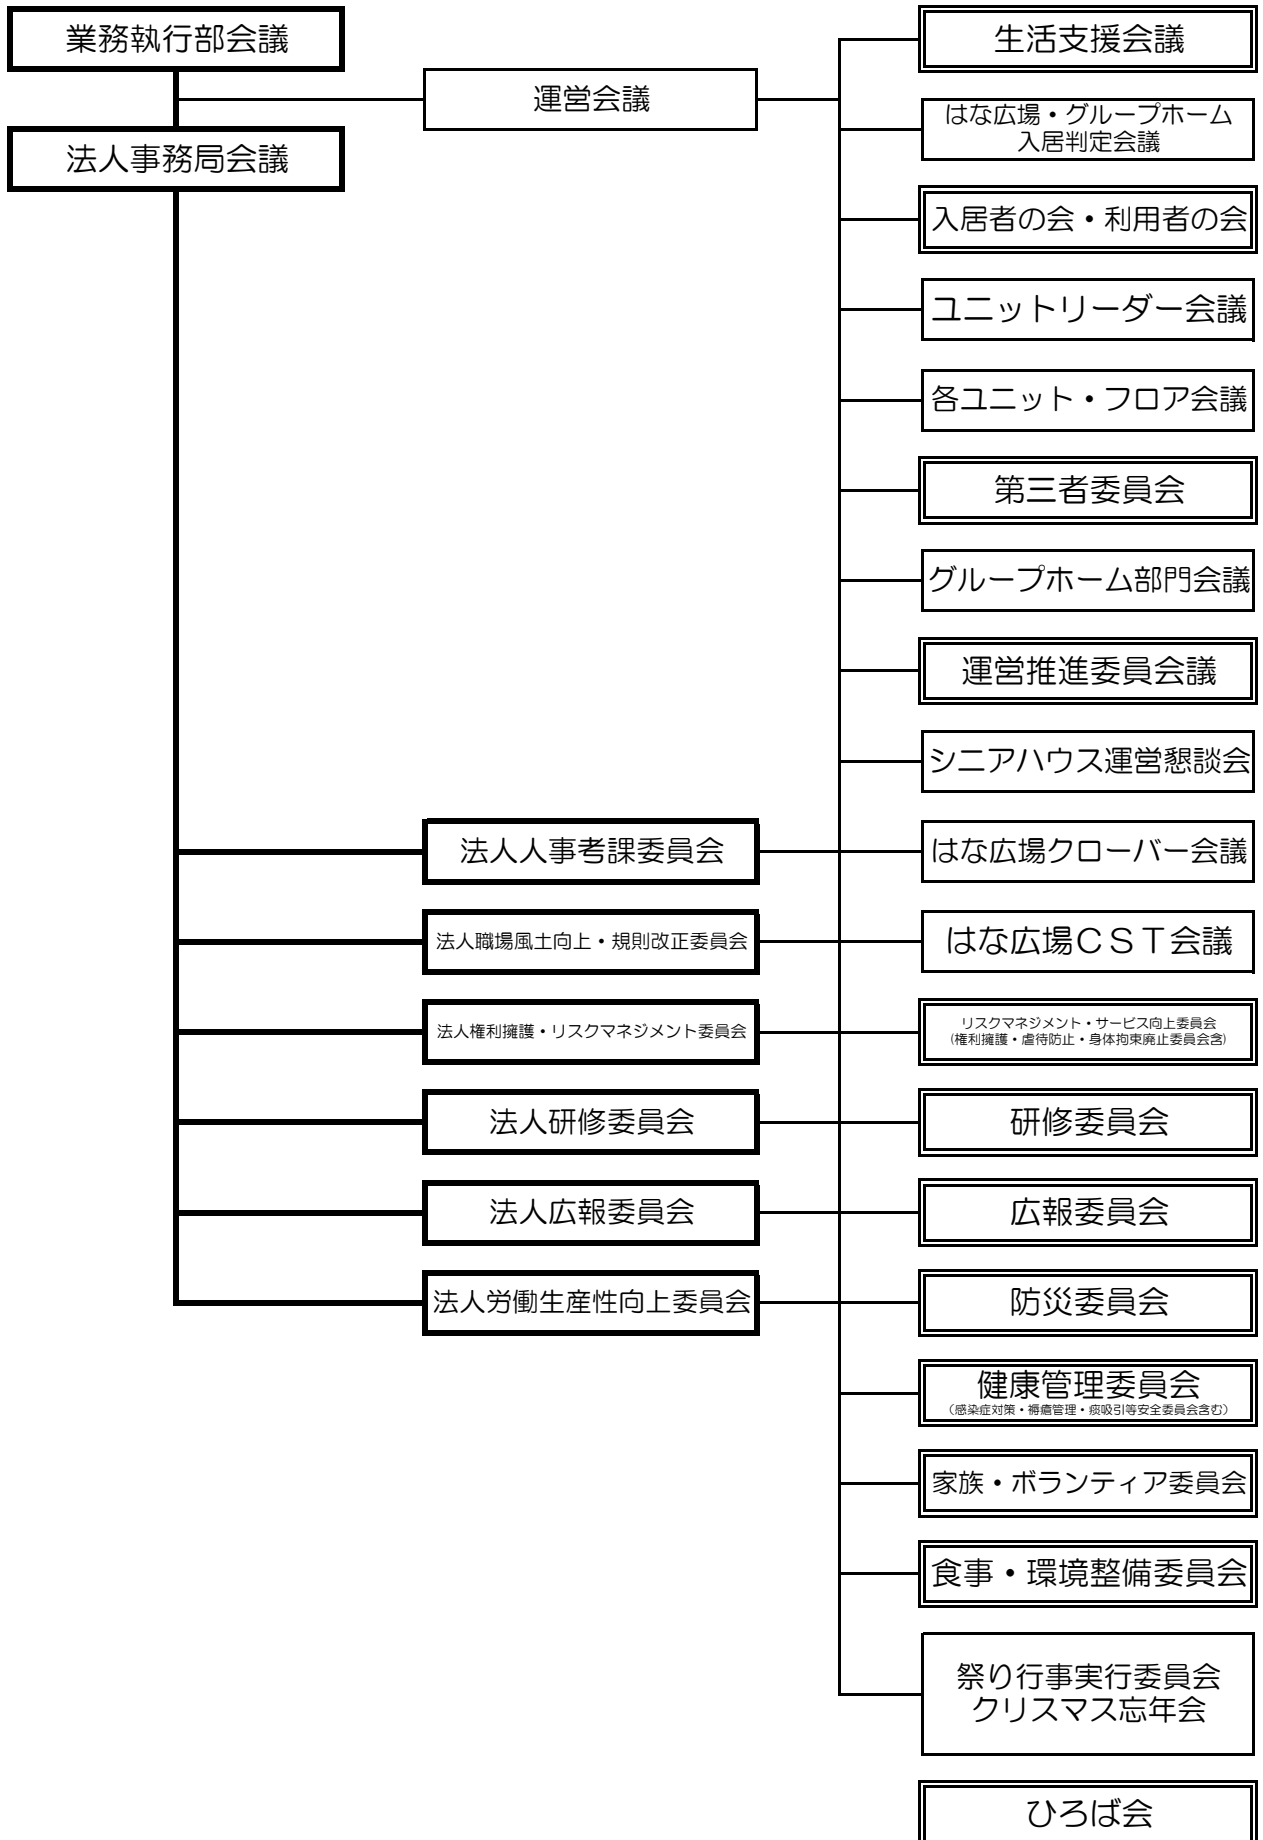 業務執行部会議
法人事務局会議
運営会議
法人人事考課委員会
法人職場風土向上・規則改正委員会
法人権利擁護・リスクマネジメント委員会
法人研修委員会
法人広報委員会
法人労働生産性向上委員会
生活支援会議
はな広場・グループホーム
入居判定会議
入居者の会・利用者の会
ユニットリーダー会議
各ユニット・フロア会議
第三者委員会
グループホーム部門会議
運営推進委員会議
シニアハウス運営懇談会
はな広場クローバー会議
はな広場ＣＳＴ会議
リスクマネジメント・サービス向上委員会
(権利擁護・虐待防止・身体拘束廃止委員会含)
研修委員会
広報委員会
防災委員会
健康管理委員会
（感染症対策・褥瘡管理・痰吸引等安全委員会含む）
家族・ボランティア委員会
食事・環境整備委員会
祭り行事実行委員会
クリスマス忘年会
ひろば会